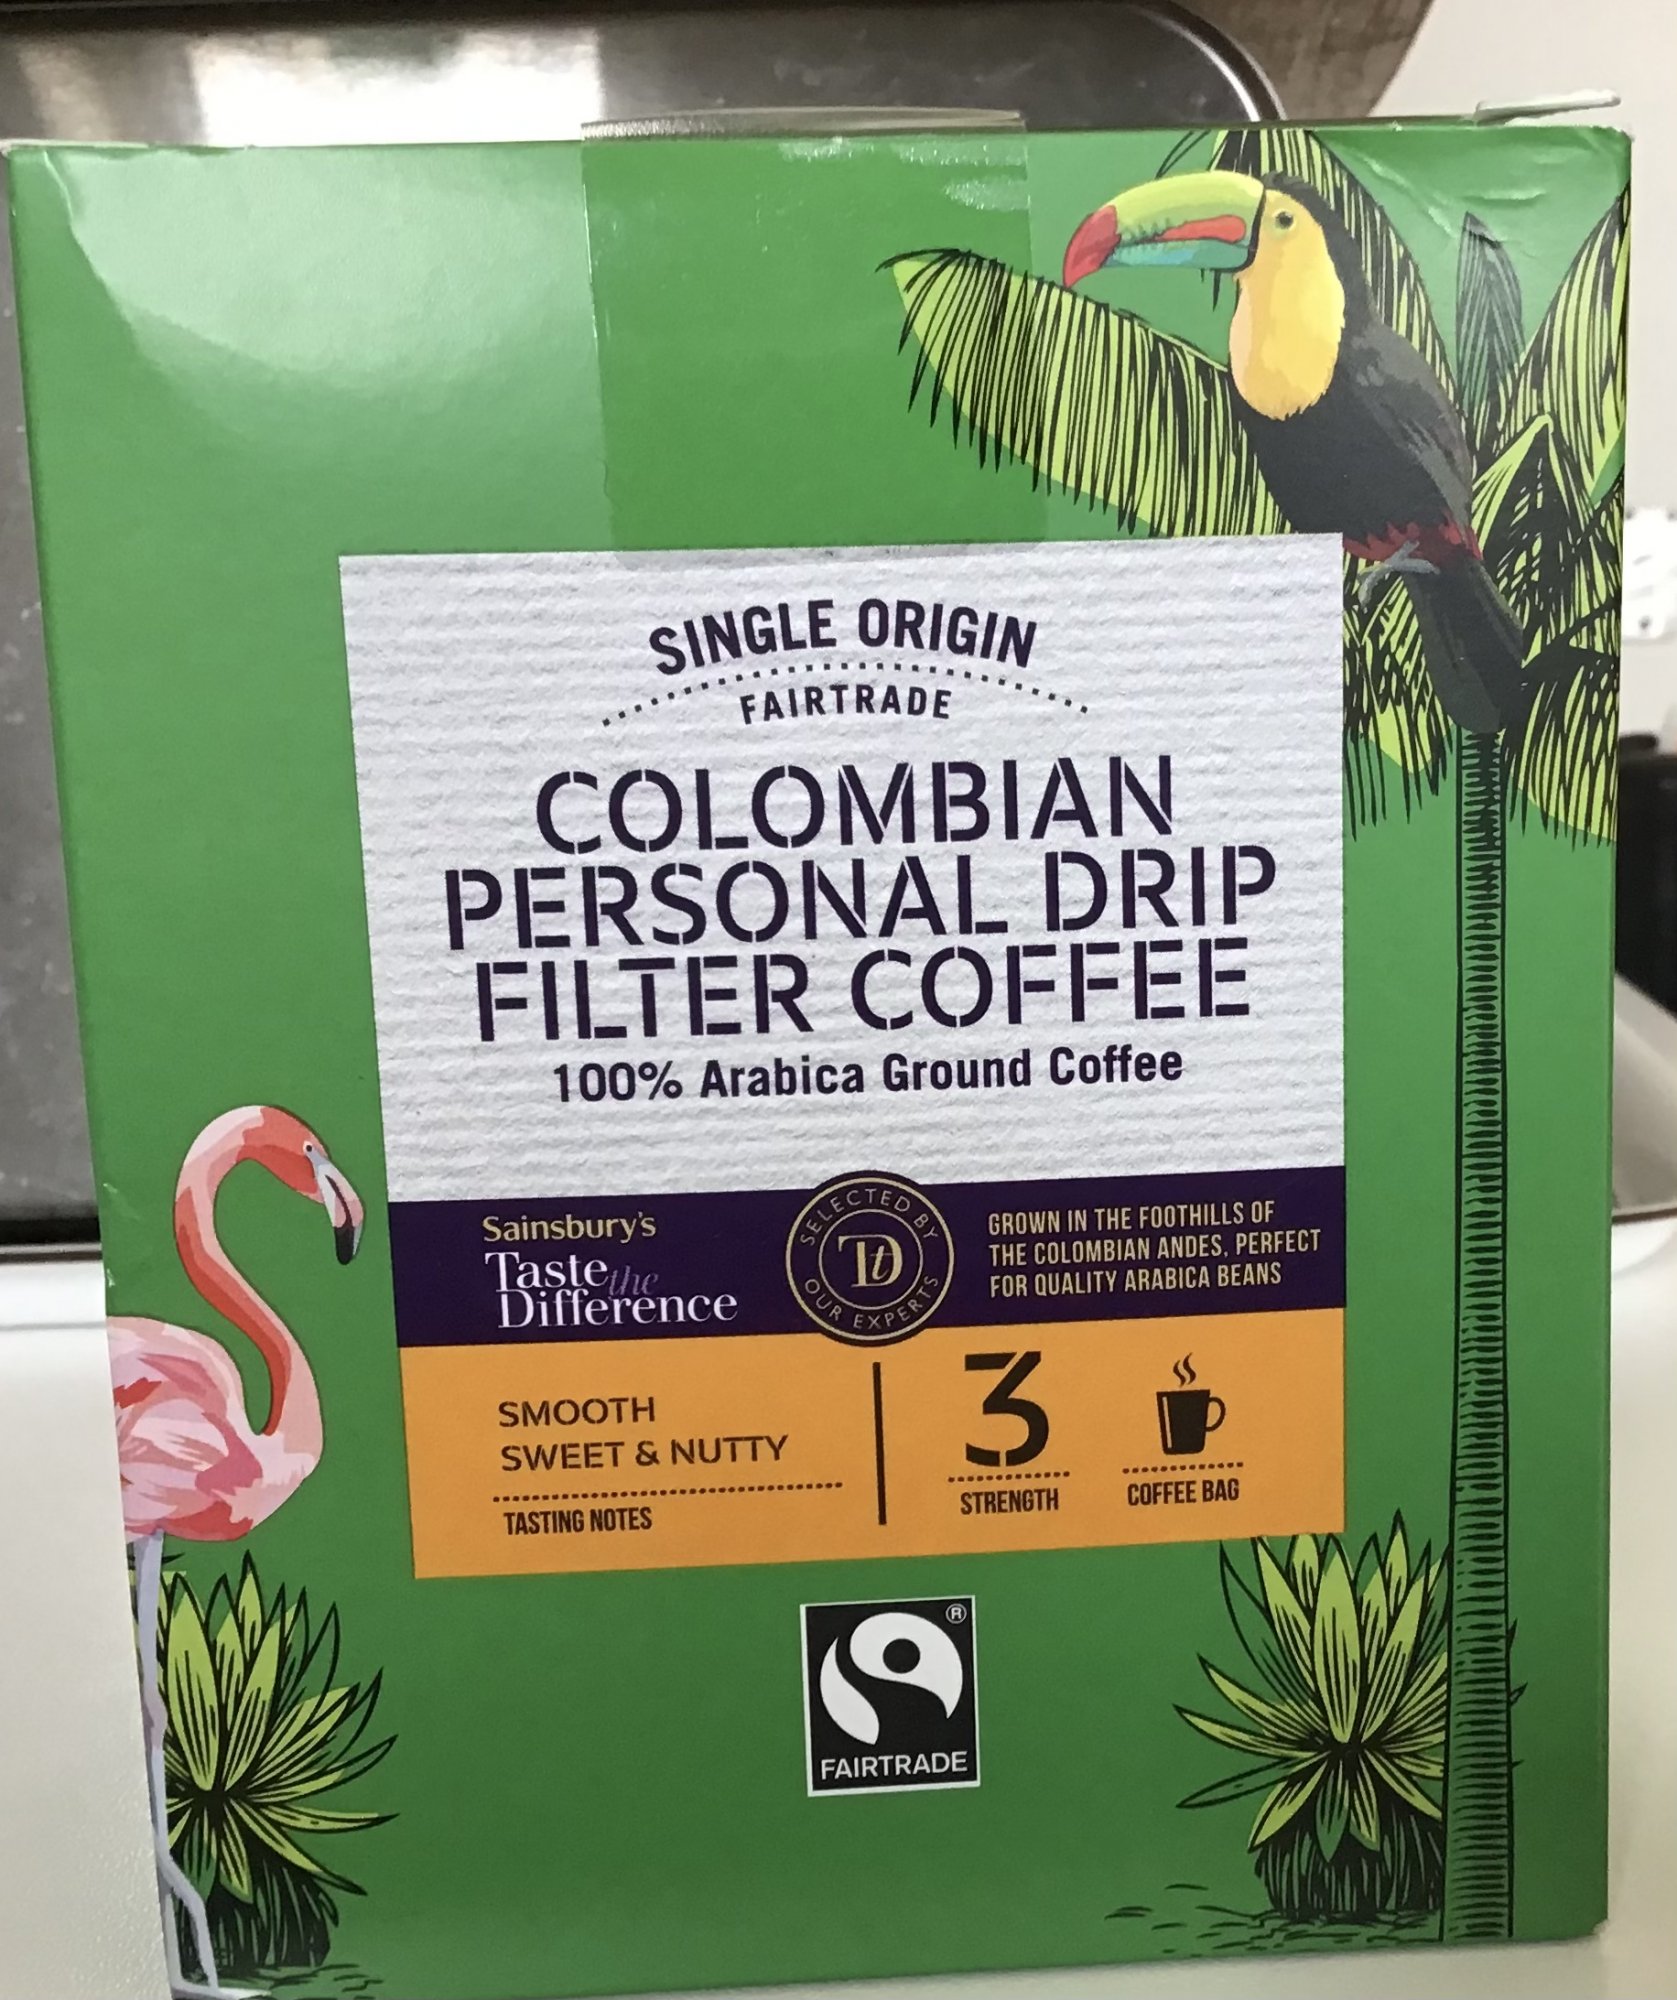 SINGLE ORIGIN
FAIRTRADE
COLOMBIAN
PERSONAL DRIP
FILTER COFFEE
100% Arabica Ground Coffee
Sainsbury's
Taste the
Difference
SELECTED BY
Tt D
OUR EXPERTS
GROWN IN THE FOOTHILLS OF
THE COLOMBIAN ANDES, PERFECT
FOR QUALITY ARABICA BEANS
SMOOTH
SWEET & NUTTY
TASTING NOTES
3
STRENGTH
COFFEE BAG
®
FAIRTRADE